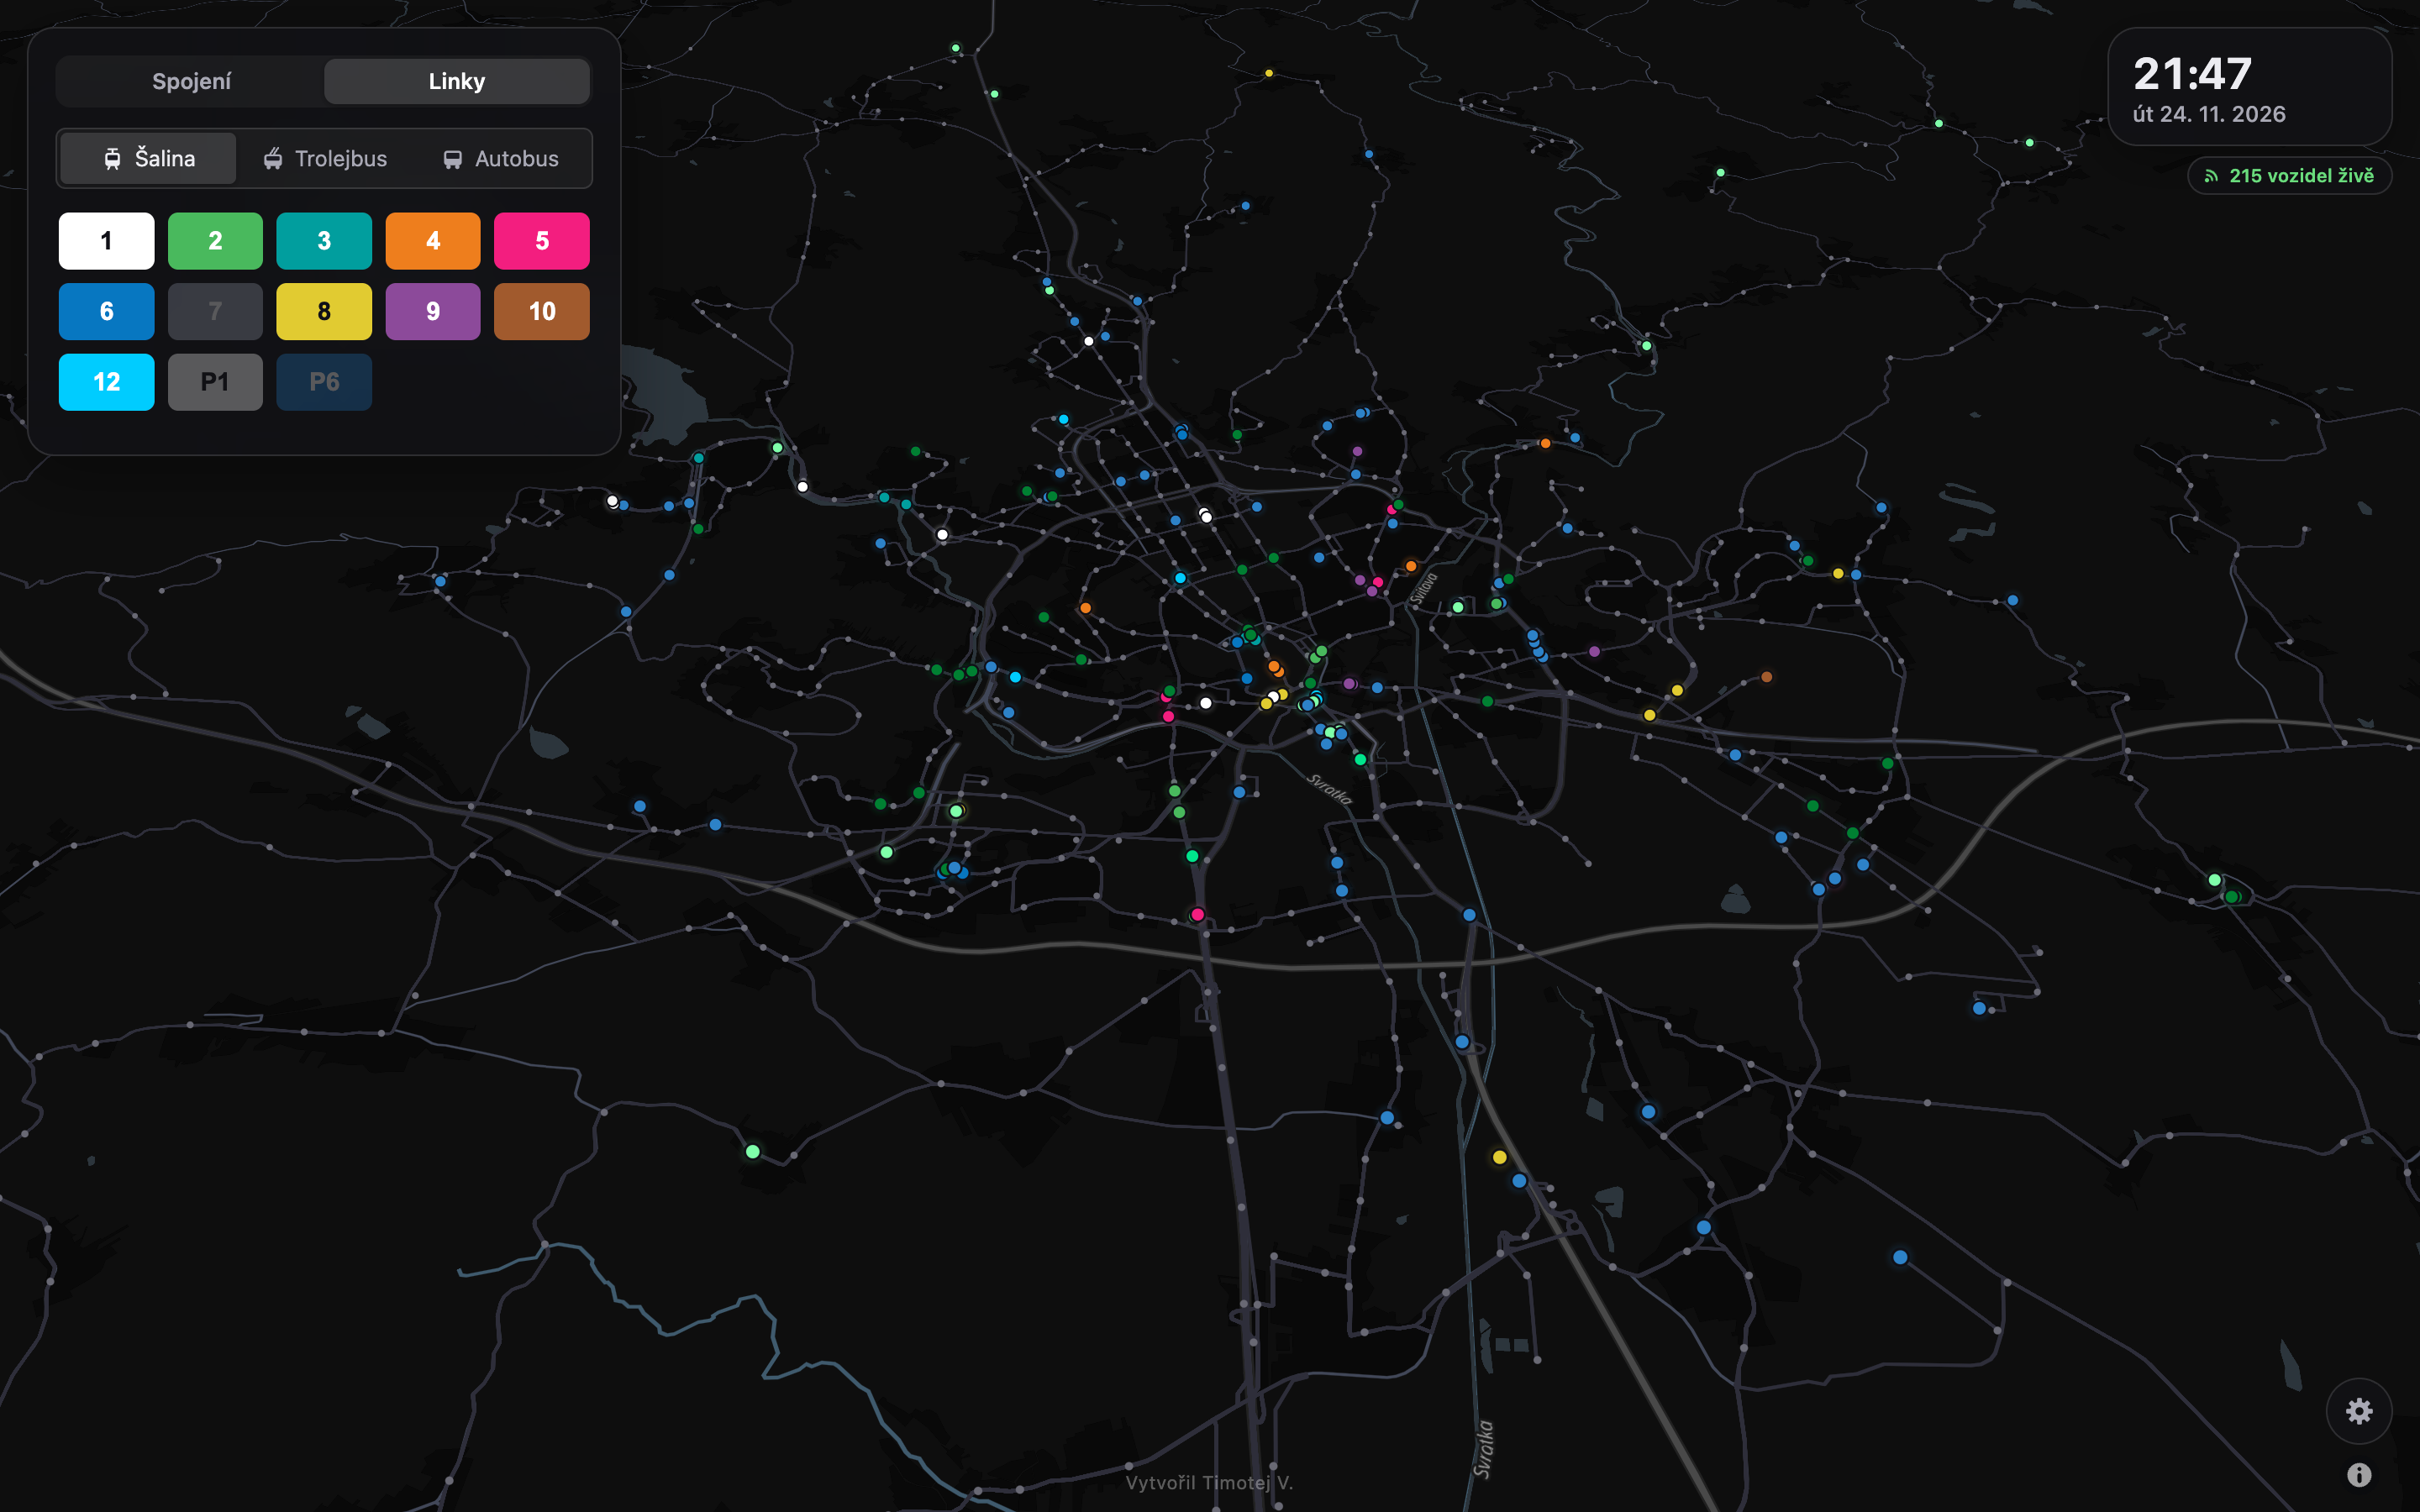 Spojení Linky
Šalina Trolejbus Autobus
1 2 3 4 5
6 7 8 9 10
12 P1 P6
21:47
út 24. 11. 2026
215 vozidel živě
Svitava
Svratka
Svratka
Vytvořil Timotej V.